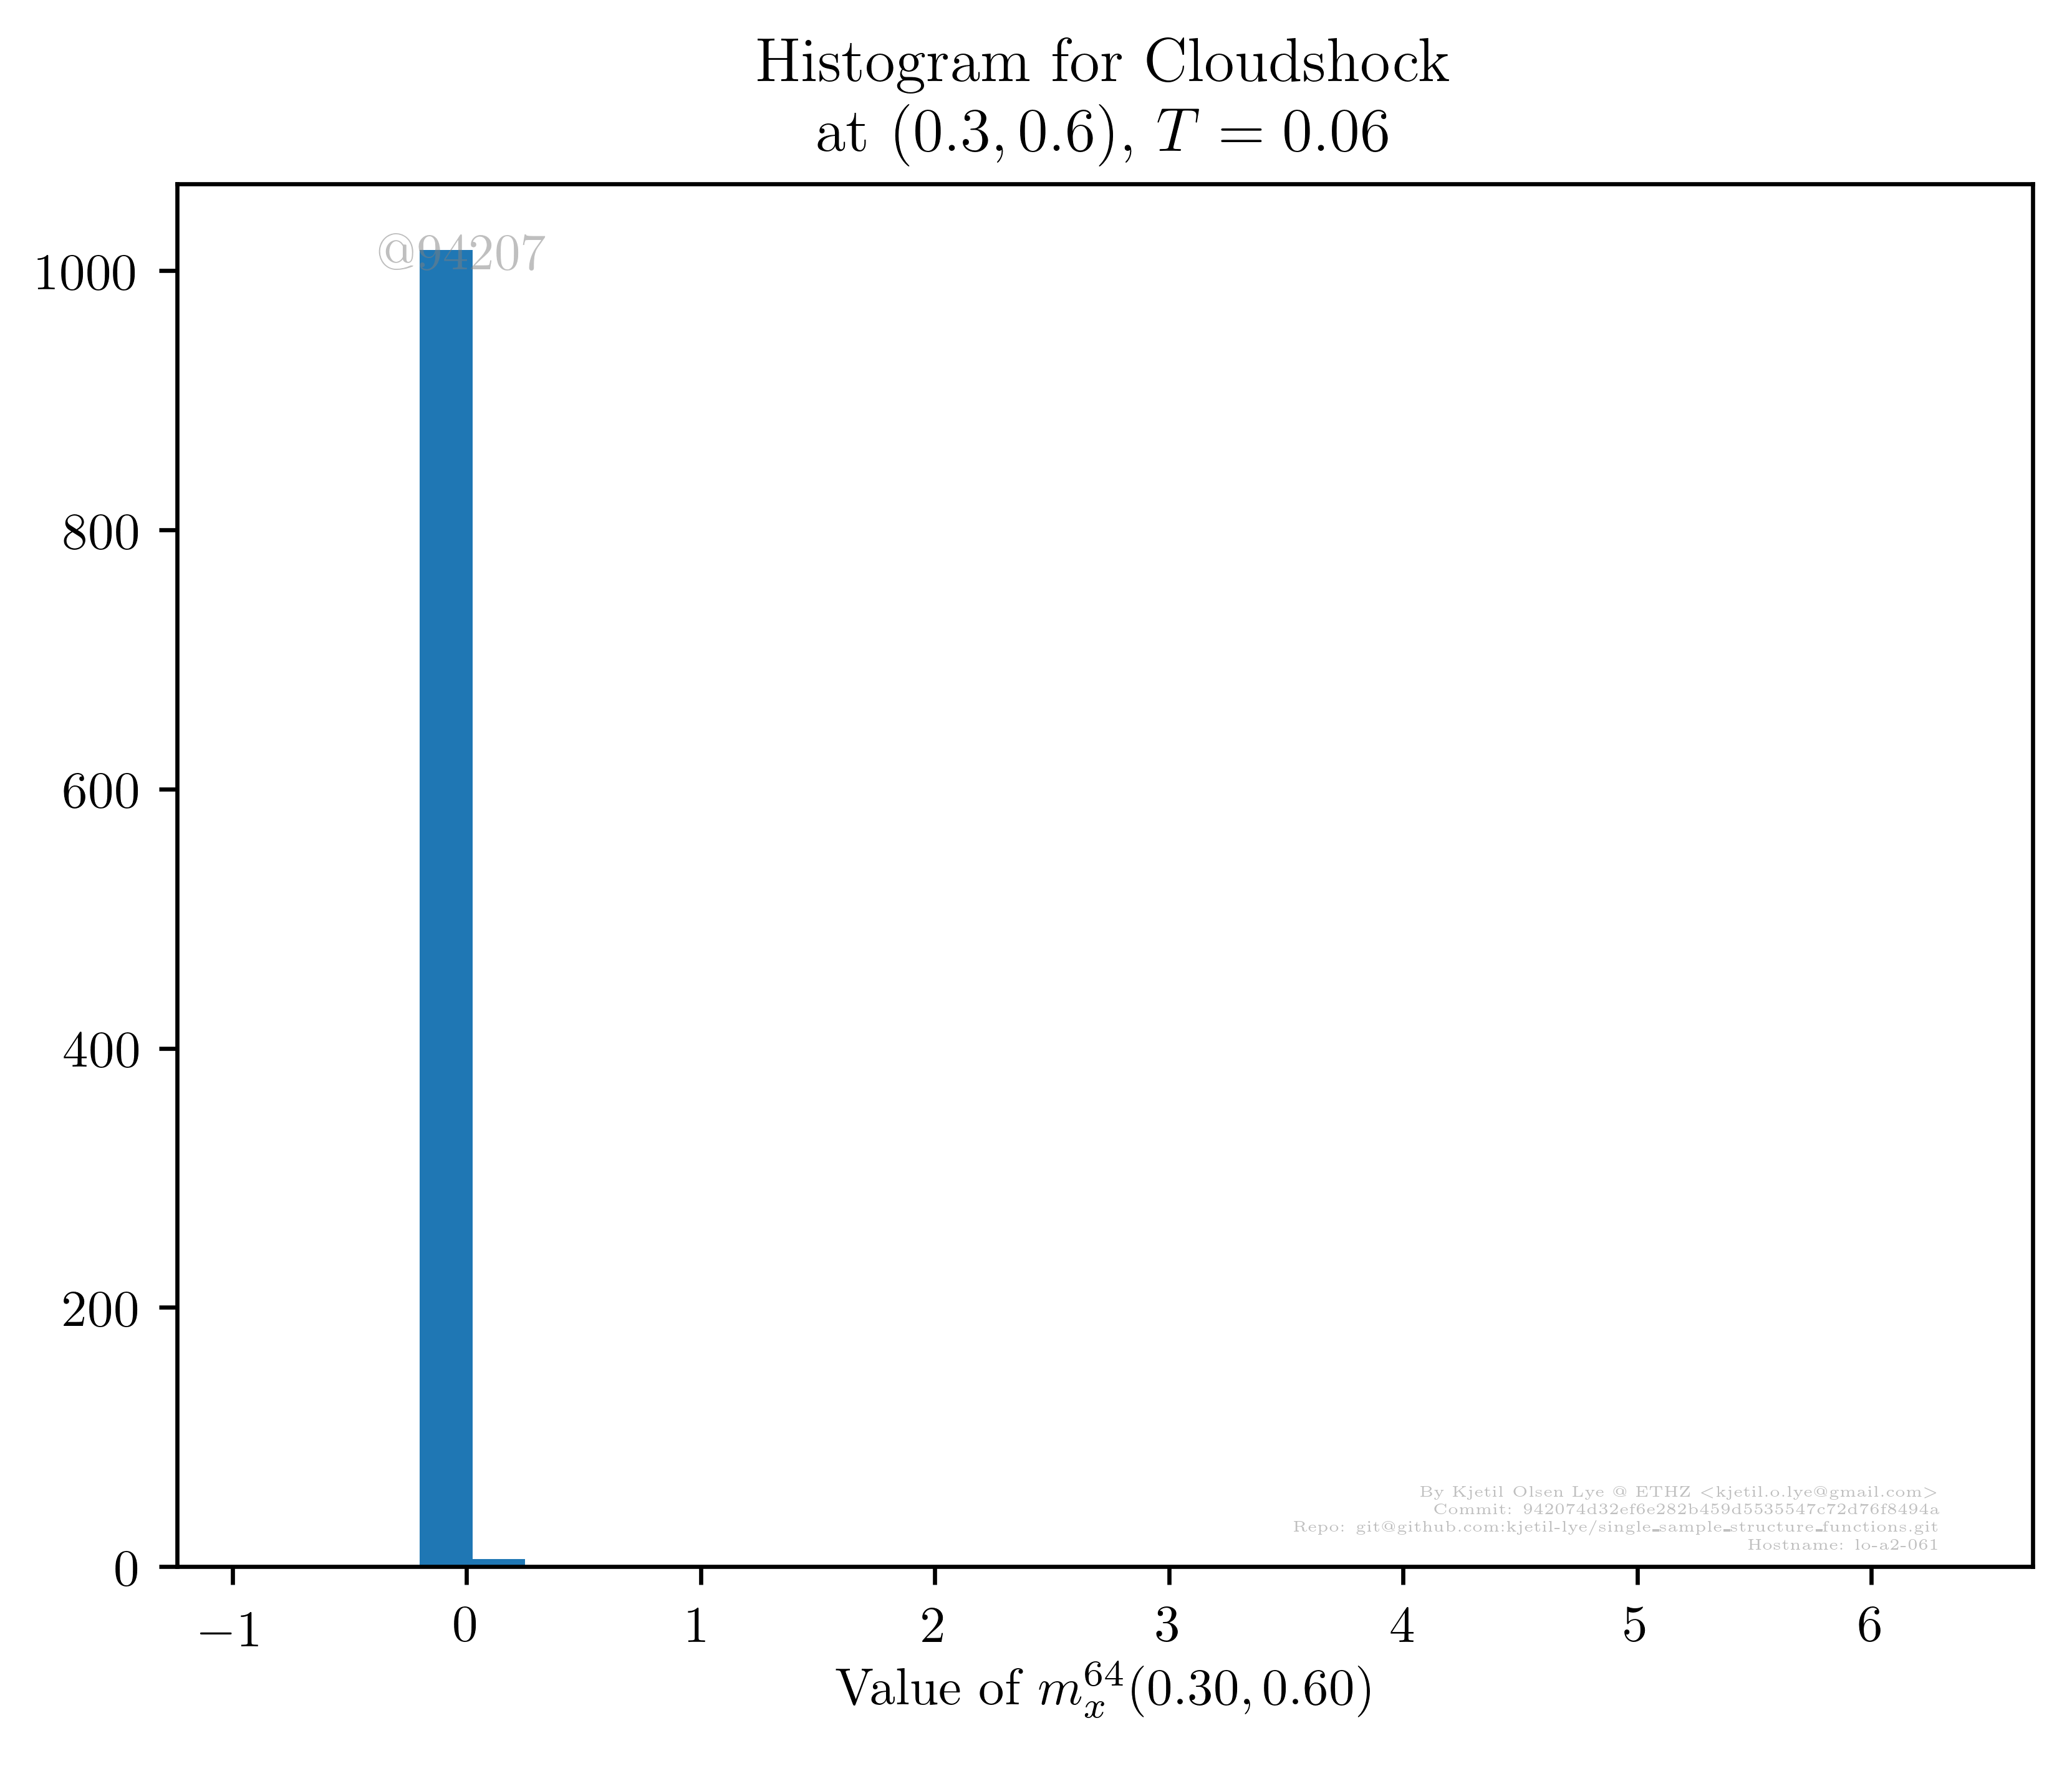 Histogram for Cloudshock
at (0.3, 0.6), T = 0.06
@94207
1000
800
600
400
200
0
−1 0 1 2 3 4 5 6
Value of m_x^64(0.30, 0.60)
By Kjetil Olsen Lye @ ETHZ <kjetil.o.lye@gmail.com>
Commit: 942074d32ef6e282b459d5535547c72d76f8494a
Repo: git@github.com:kjetil-lye/single_sample_structure_functions.git
Hostname: lo-a2-061